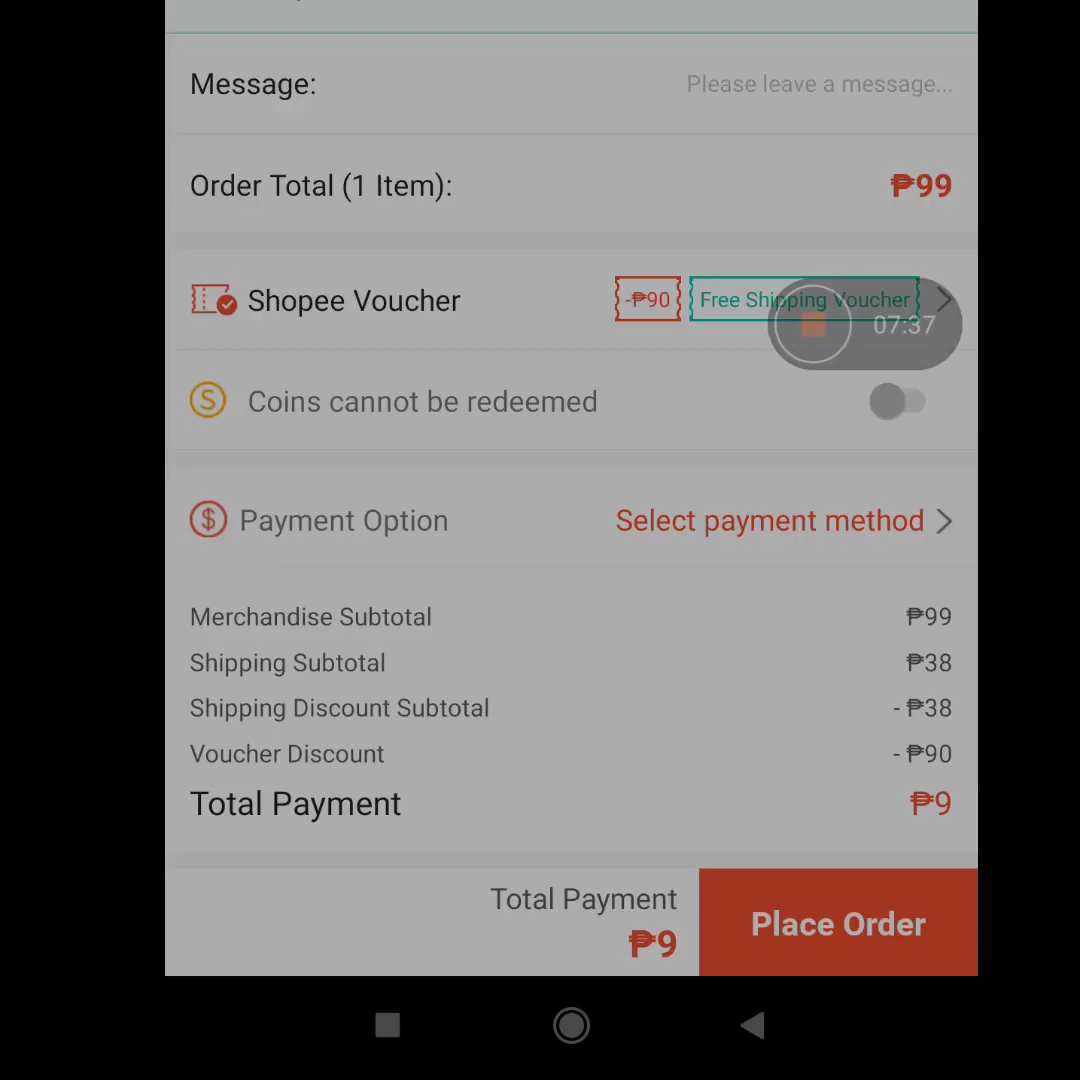 Message: Please leave a message...
Order Total (1 Item): ₱99
Shopee Voucher -₱90 Free Shipping Voucher
07:37
S Coins cannot be redeemed
$ Payment Option Select payment method
Merchandise Subtotal ₱99
Shipping Subtotal ₱38
Shipping Discount Subtotal - ₱38
Voucher Discount - ₱90
Total Payment ₱9
Total Payment
₱9
Place Order